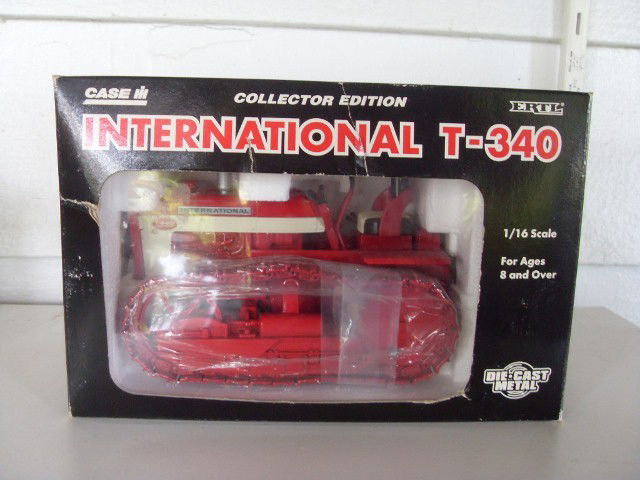 CASE IH
COLLECTOR EDITION
ERTL
INTERNATIONAL T-340
INTERNATIONAL
1/16 Scale
For Ages
8 and Over
DIE-CAST
METAL